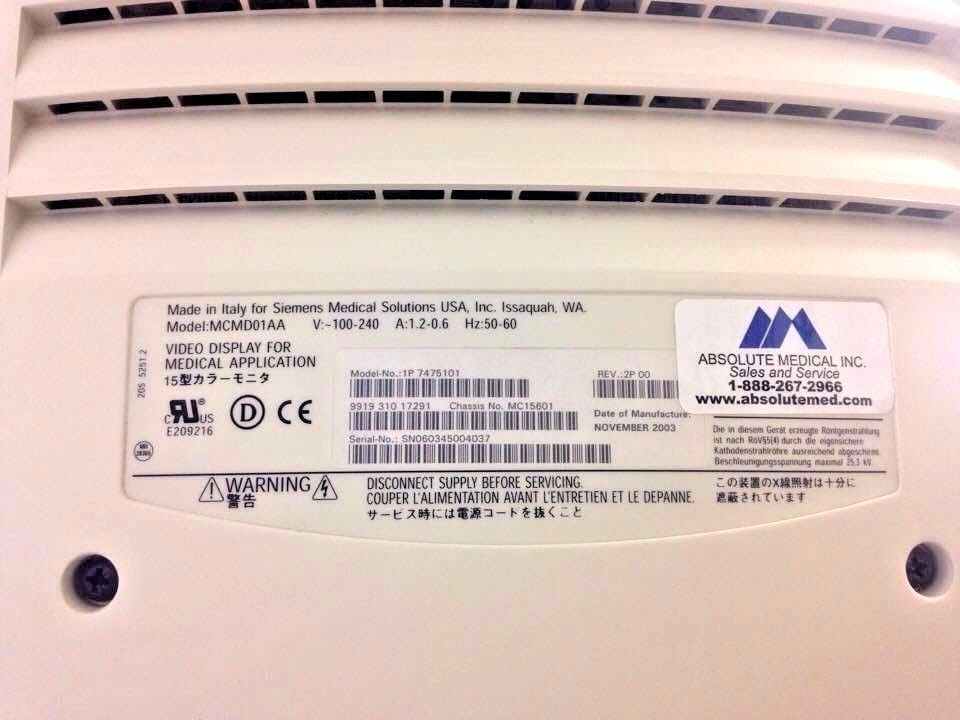 Made in Italy for Siemens Medical Solutions USA, Inc. Issaquah, WA.
Model:MCMD01AA V:~100-240 A:1.2-0.6 Hz:50-60
VIDEO DISPLAY FOR
MEDICAL APPLICATION
15型カラーモニタ
205 5251.2
C UR® US
E209216
D CE
Model-No.:1P 7475101
REV.:2P 00
9919 310 17291 Chassis No. MC15601
Date of Manufacture:
NOVEMBER 2003
Serial-No.: SN060345004037
ABSOLUTE MEDICAL INC.
Sales and Service
1-888-267-2966
www.absolutemed.com
Die in diesem Gerät erzeugte Röntgenstrahlung
ist nach RöV§5(4) durch die eigensichere
Kathodenstrahlröhre ausreichend abgeschirmt.
Beschleunigungsspannung maximal 25,3 kV.
この装置のX線照射は十分に
遮蔽されています
WARNING
警告
DISCONNECT SUPPLY BEFORE SERVICING.
COUPER L'ALIMENTATION AVANT L'ENTRETIEN ET LE DEPANNE.
サービス時には電源コードを抜くこと